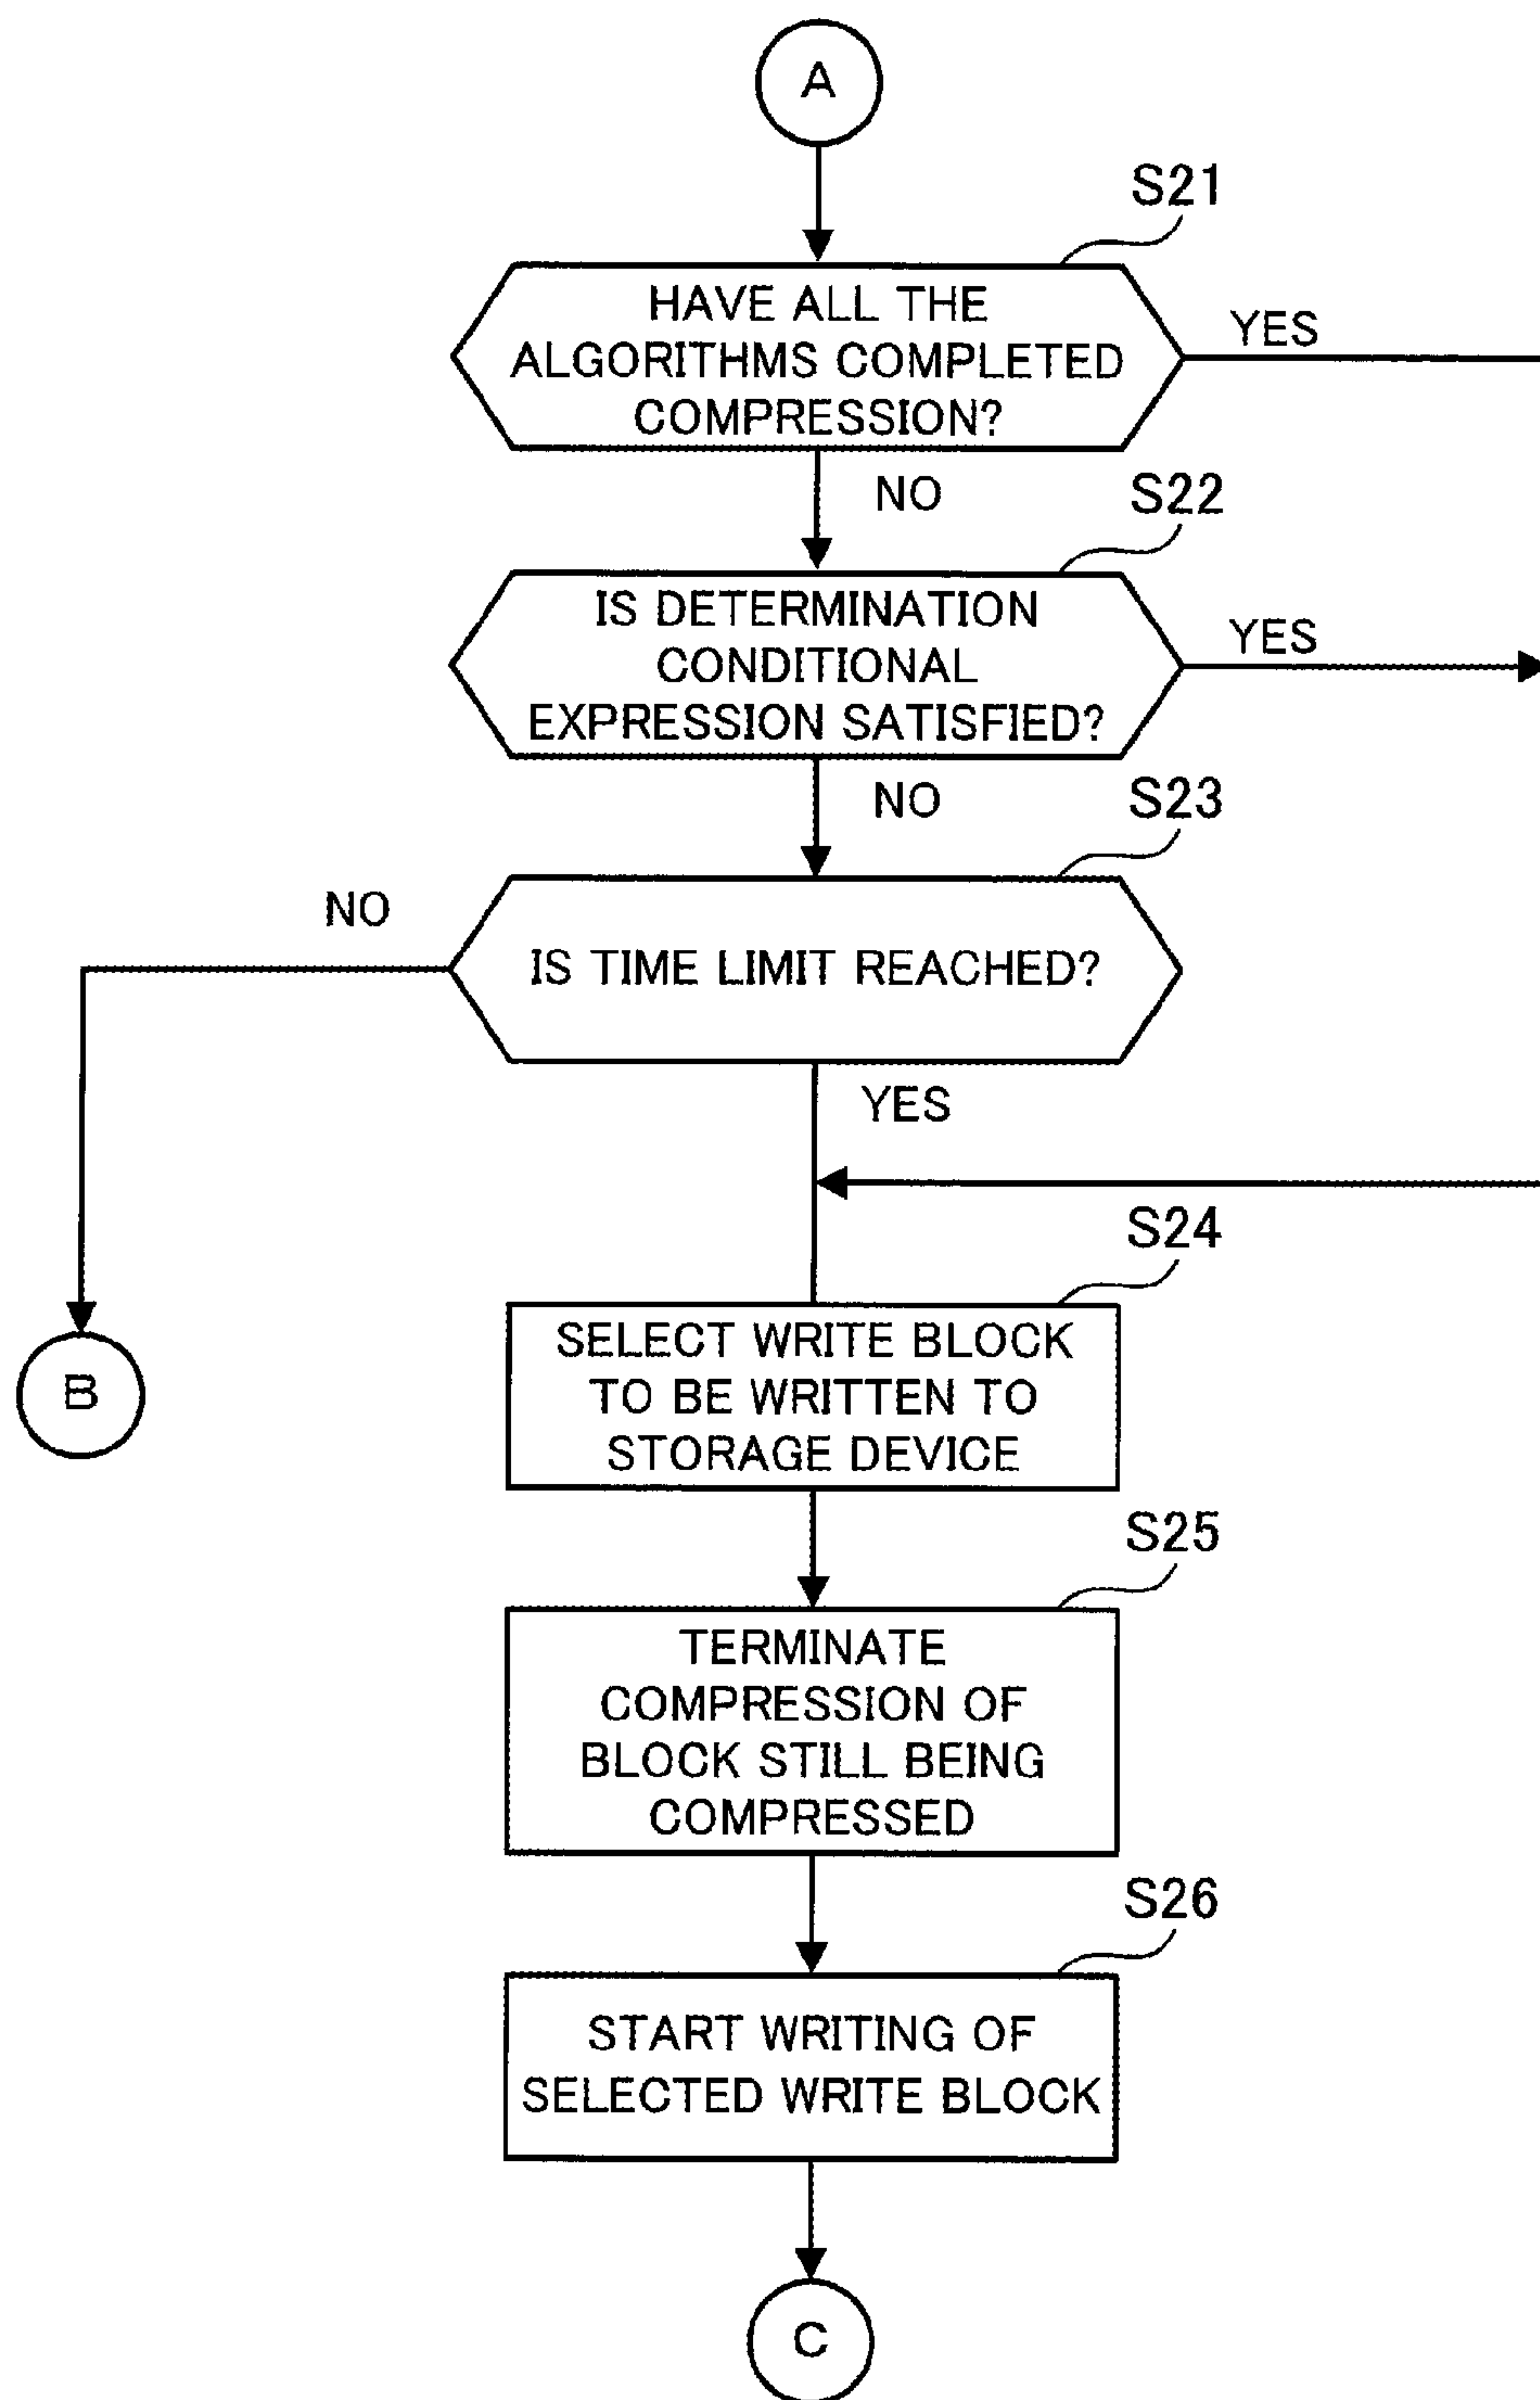 A
S21
HAVE ALL THE
ALGORITHMS COMPLETED
COMPRESSION?
YES
NO
S22
IS DETERMINATION
CONDITIONAL
EXPRESSION SATISFIED?
YES
NO
S23
NO
IS TIME LIMIT REACHED?
YES
S24
SELECT WRITE BLOCK
TO BE WRITTEN TO
STORAGE DEVICE
B
S25
TERMINATE
COMPRESSION OF
BLOCK STILL BEING
COMPRESSED
S26
START WRITING OF
SELECTED WRITE BLOCK
C